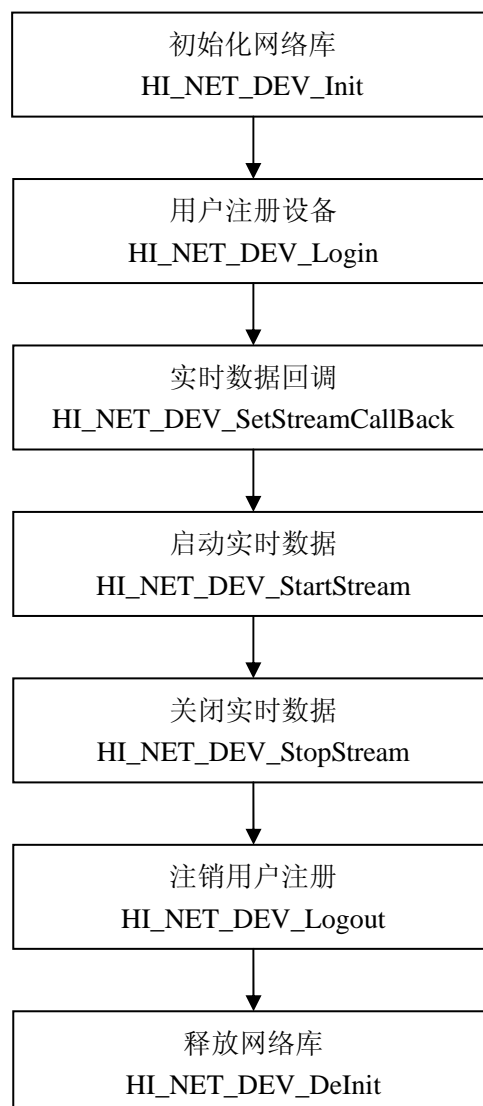 初始化网络库
HI_NET_DEV_Init
用户注册设备
HI_NET_DEV_Login
实时数据回调
HI_NET_DEV_SetStreamCallBack
启动实时数据
HI_NET_DEV_StartStream
关闭实时数据
HI_NET_DEV_StopStream
注销用户注册
HI_NET_DEV_Logout
释放网络库
HI_NET_DEV_DeInit